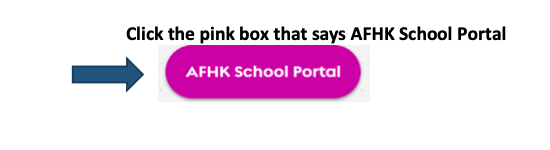 Click the pink box that says AFHK School Portal
AFHK School Portal